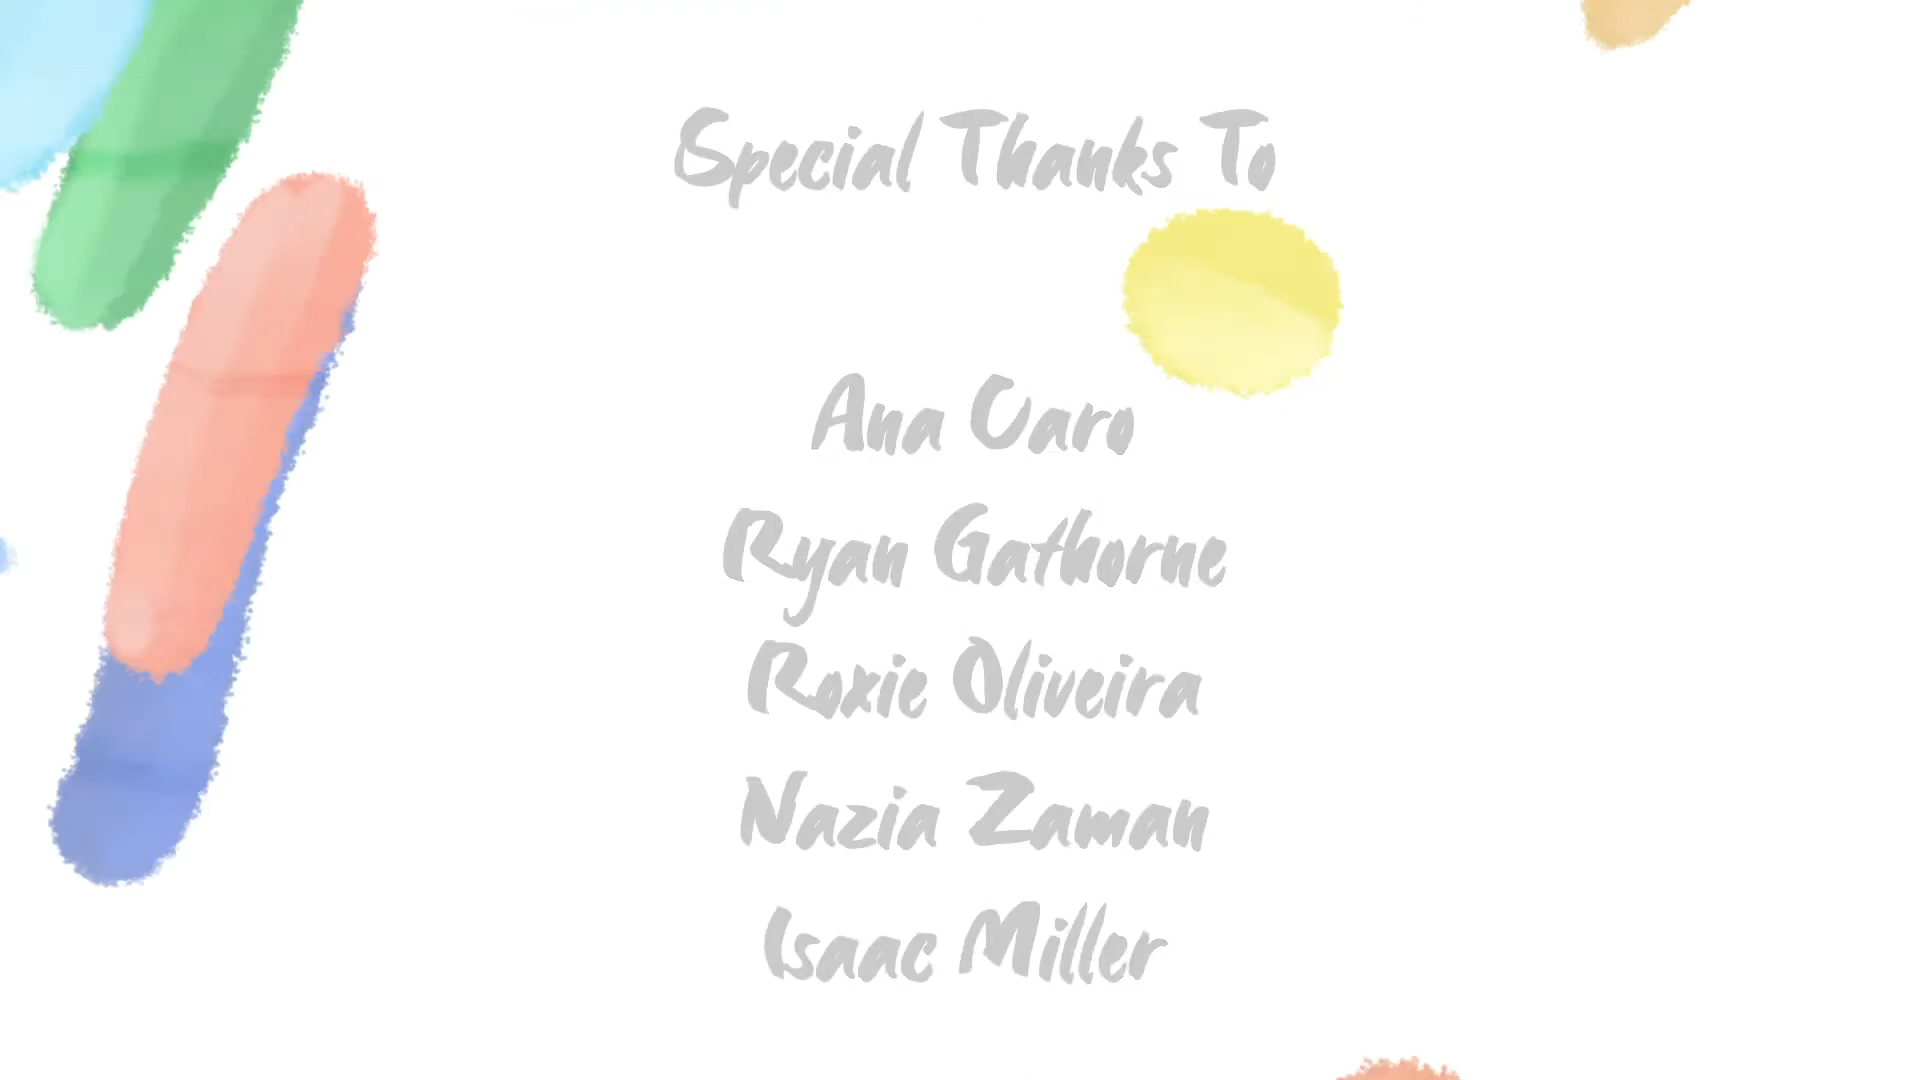 Special Thanks To
Ana Caro
Ryan Gathorne
Roxie Oliveira
Nazia Zaman
Isaac Miller